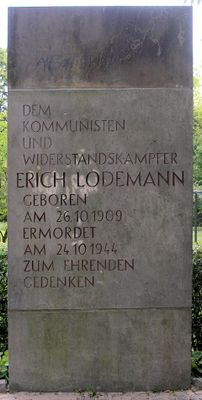 DEM
KOMMUNISTEN
UND
WIDERSTANDSKÄMPFER
ERICH LODEMANN
GEBOREN
AM 26.10.1909
ERMORDET
AM 24.10.1944
ZUM EHRENDEN
GEDENKEN